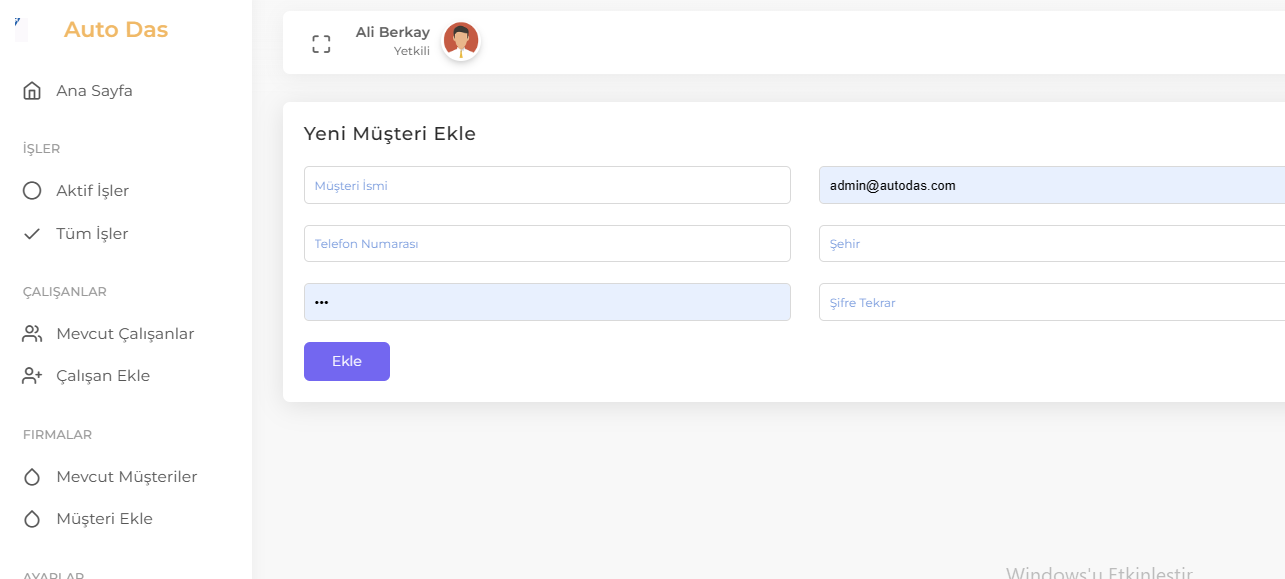 Auto Das
Ali Berkay
Yetkili
Ana Sayfa
İŞLER
Aktif İşler
Tüm İşler
ÇALIŞANLAR
Mevcut Çalışanlar
Çalışan Ekle
FIRMALAR
Mevcut Müşteriler
Müşteri Ekle
AYARLAR
Yeni Müşteri Ekle
Müşteri İsmi
admin@autodas.com
Telefon Numarası
Şehir
•••
Şifre Tekrar
Ekle
Windows'u Etkinleştir